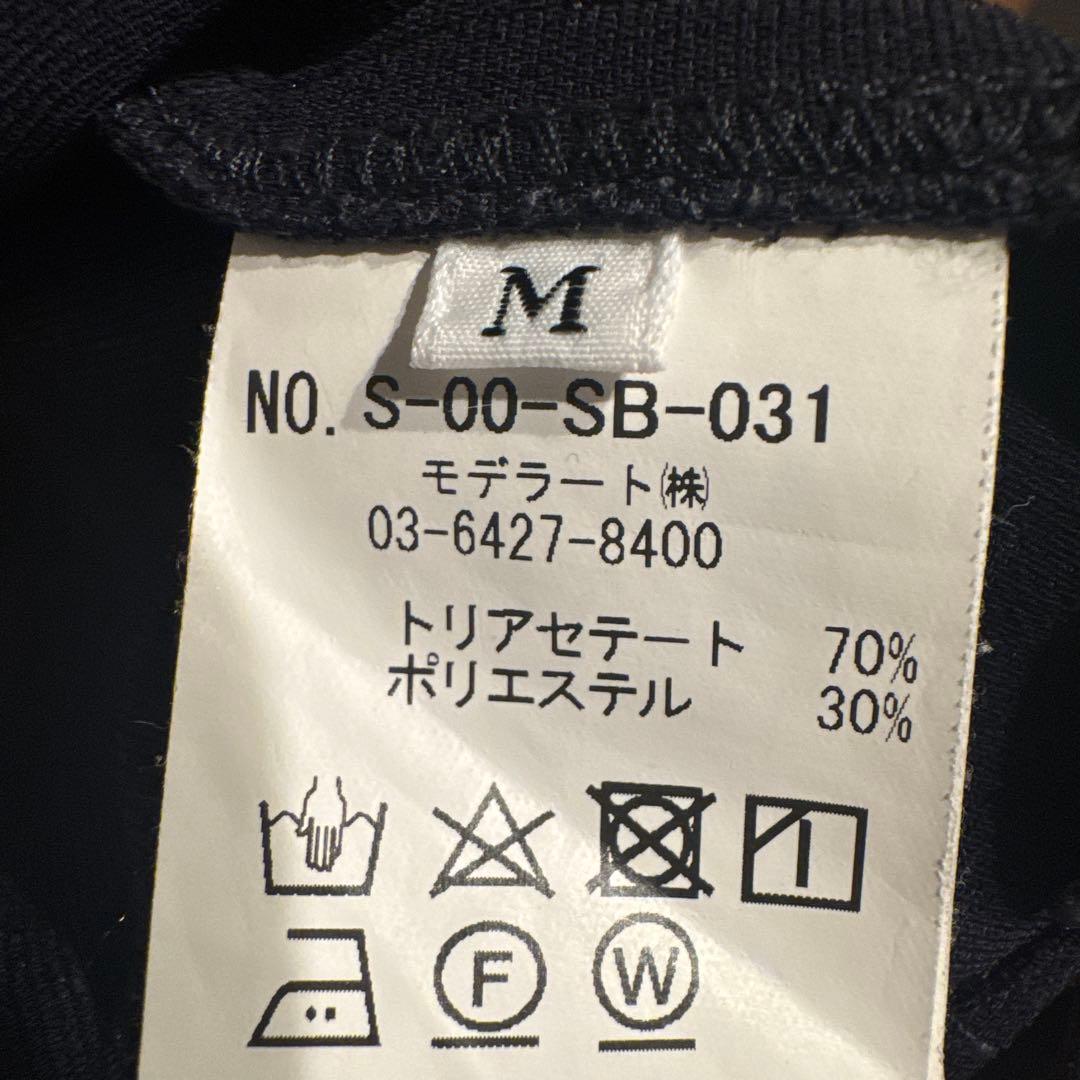 M
NO. S-00-SB-031
モデラート㈱
03-6427-8400
トリアセテート 70%
ポリエステル 30%
F W